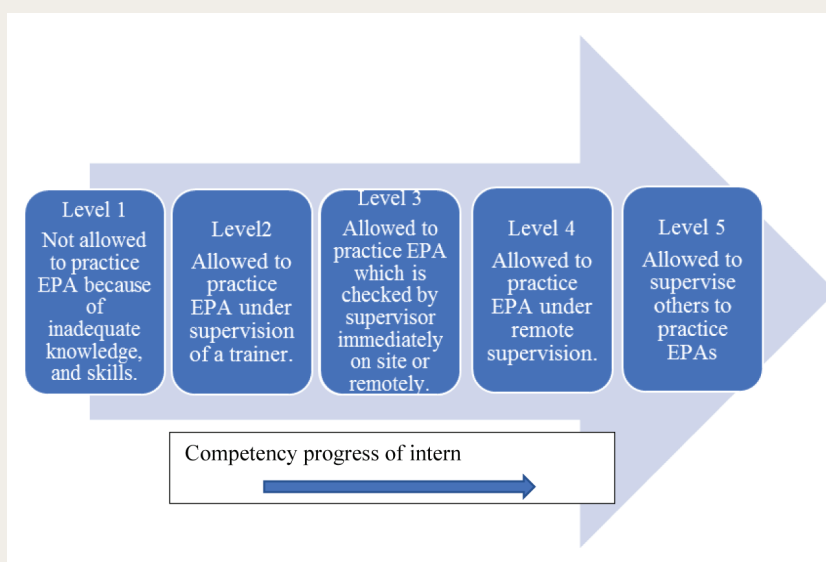 Level 1
Not allowed
to practice
EPA because
of
inadequate
knowledge,
and skills.
Level2
Allowed to
practice
EPA under
supervision
of a trainer.
Level 3
Allowed to
practice EPA
which is
checked by
supervisor
immediately
on site or
remotely.
Level 4
Allowed to
practice
EPA under
remote
supervision.
Level 5
Allowed to
supervise
others to
practice
EPAs
Competency progress of intern